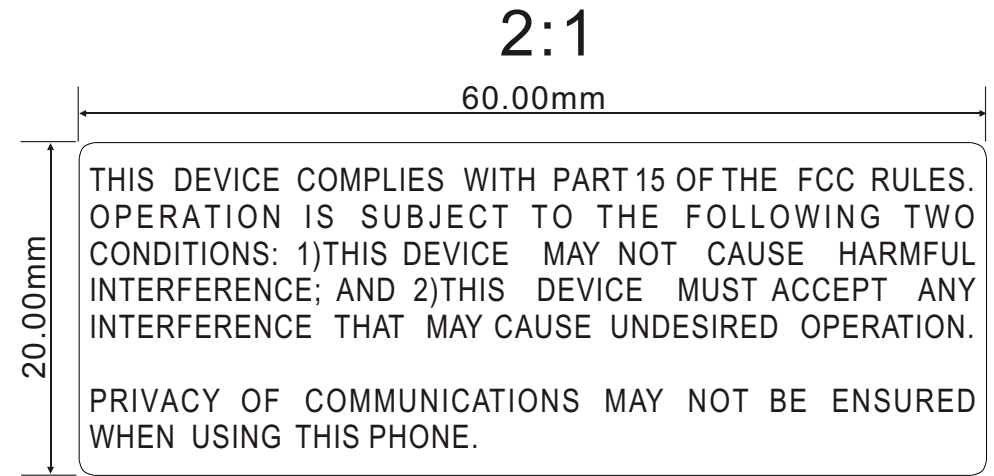 2:1
60.00mm
20.00mm
THIS DEVICE COMPLIES WITH PART 15 OF THE FCC RULES.
OPERATION IS SUBJECT TO THE FOLLOWING TWO
CONDITIONS: 1)THIS DEVICE MAY NOT CAUSE HARMFUL
INTERFERENCE; AND 2)THIS DEVICE MUST ACCEPT ANY
INTERFERENCE THAT MAY CAUSE UNDESIRED OPERATION.
PRIVACY OF COMMUNICATIONS MAY NOT BE ENSURED
WHEN USING THIS PHONE.